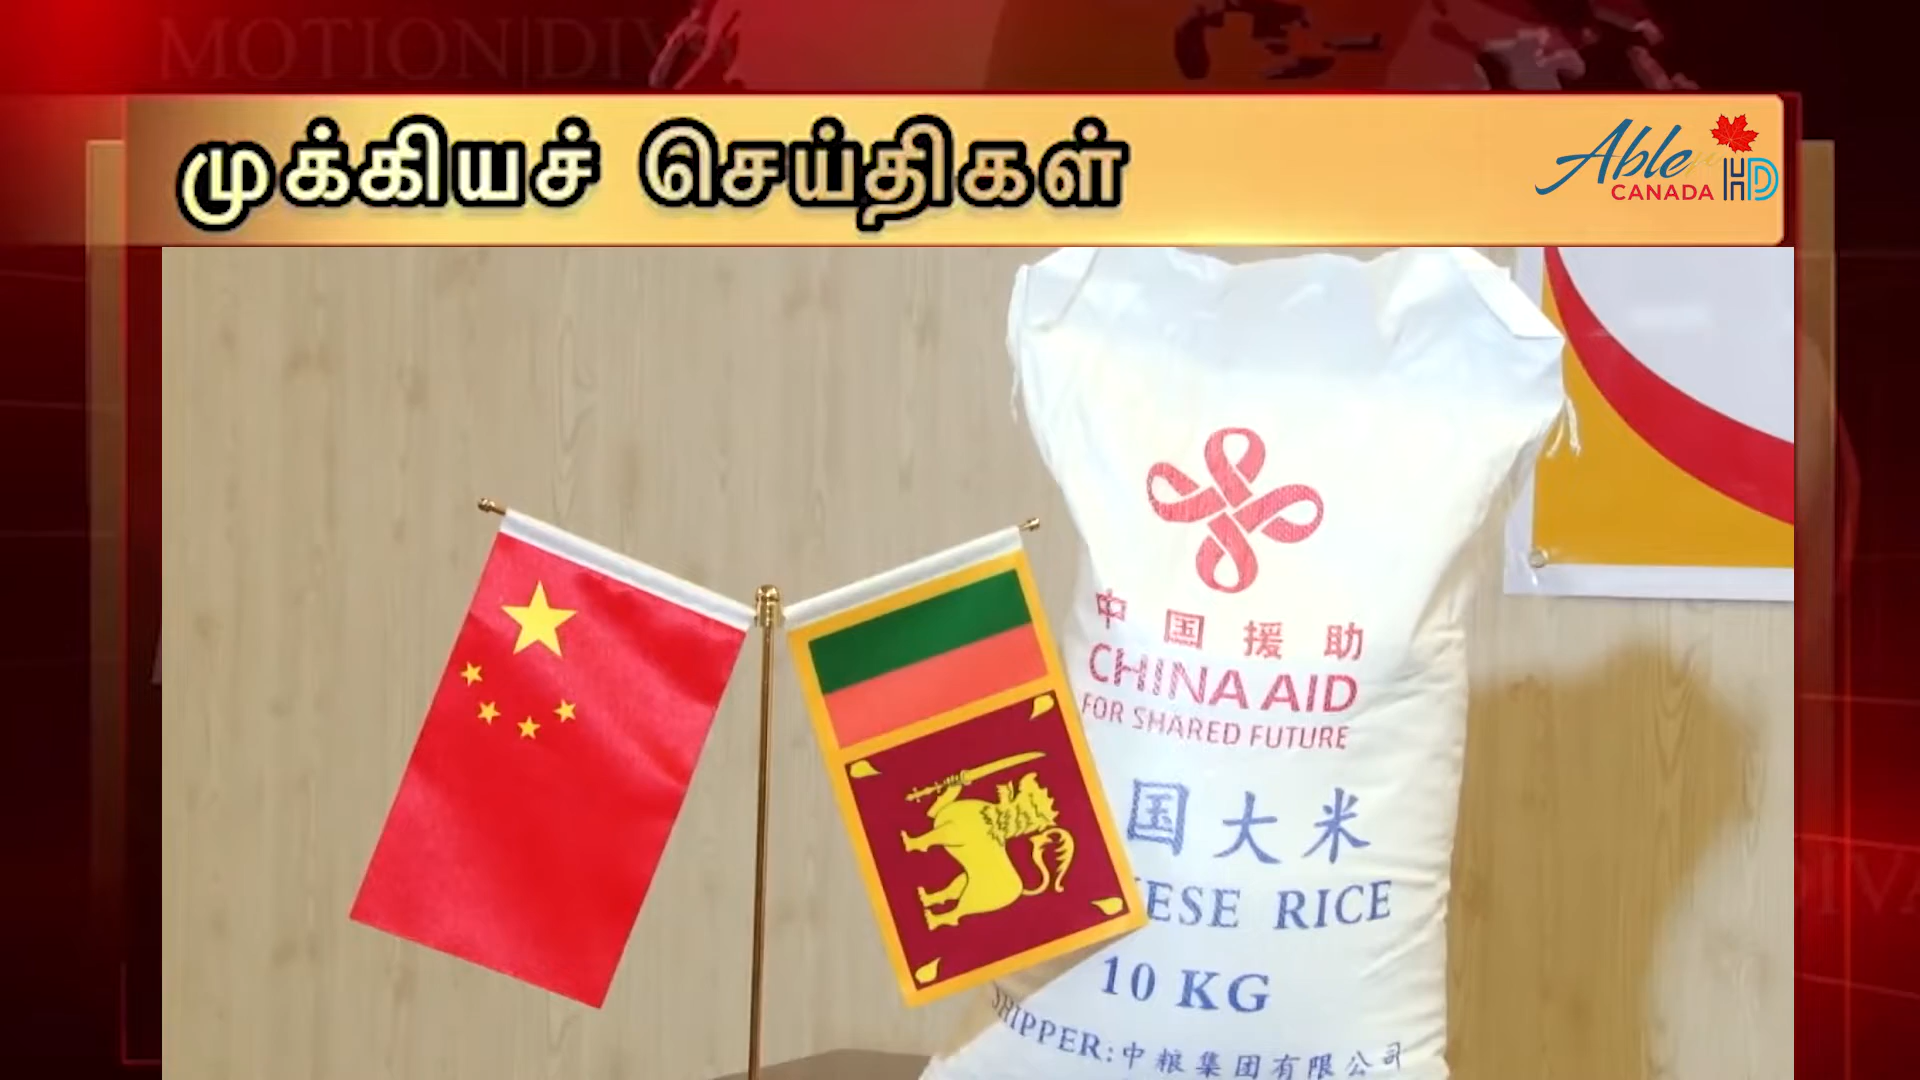 MOTION|DIV
முக்கியச் செய்திகள்
Able
CANADA HD
中国援助
CHINA AID
FOR SHARED FUTURE
国大米
ESE RICE
10 KG
SHIPPER:中粮集团有限公司